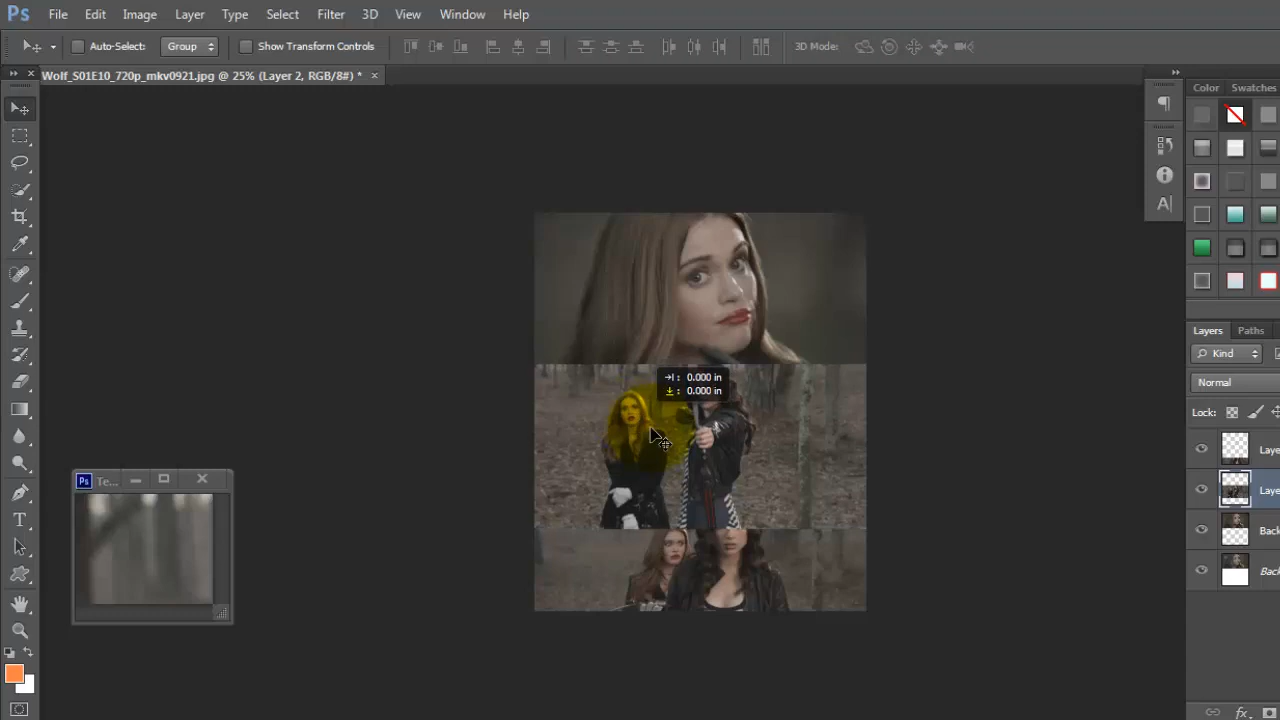 Ps File Edit Image Layer Type Select Filter 3D View Window Help
Auto-Select: Group Show Transform Controls 3D Mode:
Wolf_S01E10_720p_mkv0921.jpg @ 25% (Layer 2, RGB/8#) * ×
Color Swatches
Layers Paths
Kind
Normal
→| : 0.000 in
0.000 in
Lock:
Laye
Ps Te...
Laye
Bac
Back
T
A
fx